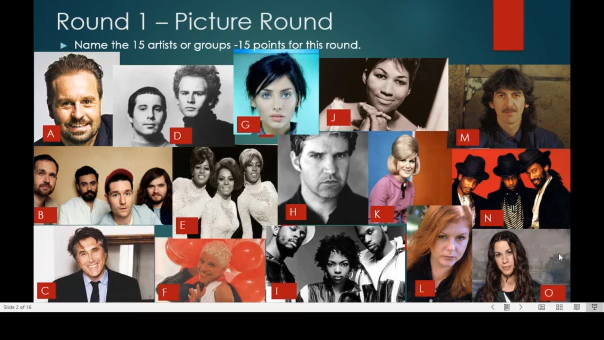 Round 1 – Picture Round
Name the 15 artists or groups -15 points for this round.
A
D
G
J
M
B
E
H
K
N
C
F
I
L
O
Slide 2 of 16